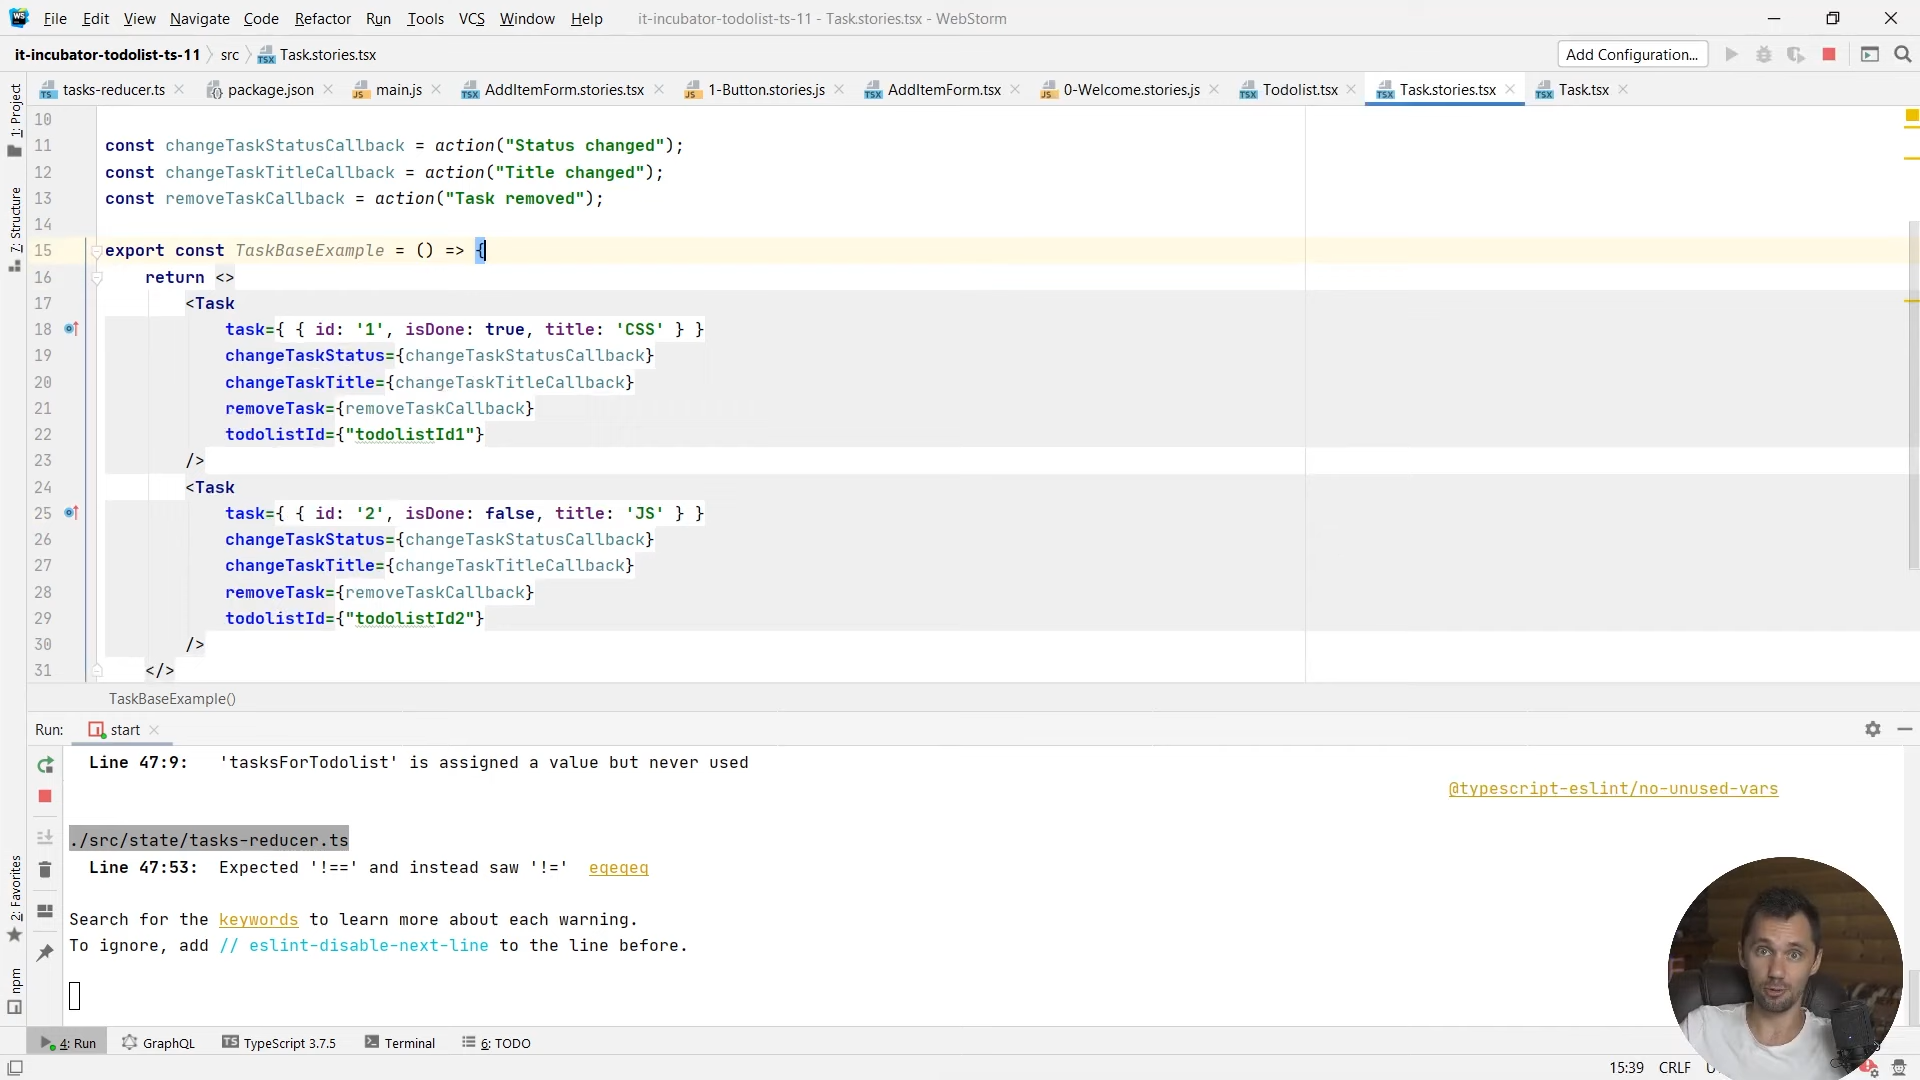 File Edit View Navigate Code Refactor Run Tools VCS Window Help it-incubator-todolist-ts-11 - Task.stories.tsx - WebStorm
it-incubator-todolist-ts-11 src Task.stories.tsx Add Configuration...
tasks-reducer.ts package.json main.js AddItemForm.stories.tsx 1-Button.stories.js AddItemForm.tsx 0-Welcome.stories.js Todolist.tsx Task.stories.tsx Task.tsx
1: Project
7: Structure
2: Favorites
npm
10
11 const changeTaskStatusCallback = action("Status changed");
12 const changeTaskTitleCallback = action("Title changed");
13 const removeTaskCallback = action("Task removed");
14
15 export const TaskBaseExample = () => {
16 return <>
17 <Task
18 task={ { id: '1', isDone: true, title: 'CSS' } }
19 changeTaskStatus={changeTaskStatusCallback}
20 changeTaskTitle={changeTaskTitleCallback}
21 removeTask={removeTaskCallback}
22 todolistId={"todolistId1"}
23 />
24 <Task
25 task={ { id: '2', isDone: false, title: 'JS' } }
26 changeTaskStatus={changeTaskStatusCallback}
27 changeTaskTitle={changeTaskTitleCallback}
28 removeTask={removeTaskCallback}
29 todolistId={"todolistId2"}
30 />
31 </>
TaskBaseExample()
Run: start
Line 47:9: 'tasksForTodolist' is assigned a value but never used
@typescript-eslint/no-unused-vars
./src/state/tasks-reducer.ts
Line 47:53: Expected '!==' and instead saw '!=' eqeqeq
Search for the keywords to learn more about each warning.
To ignore, add // eslint-disable-next-line to the line before.
4: Run GraphQL TypeScript 3.7.5 Terminal 6: TODO
15:39 CRLF